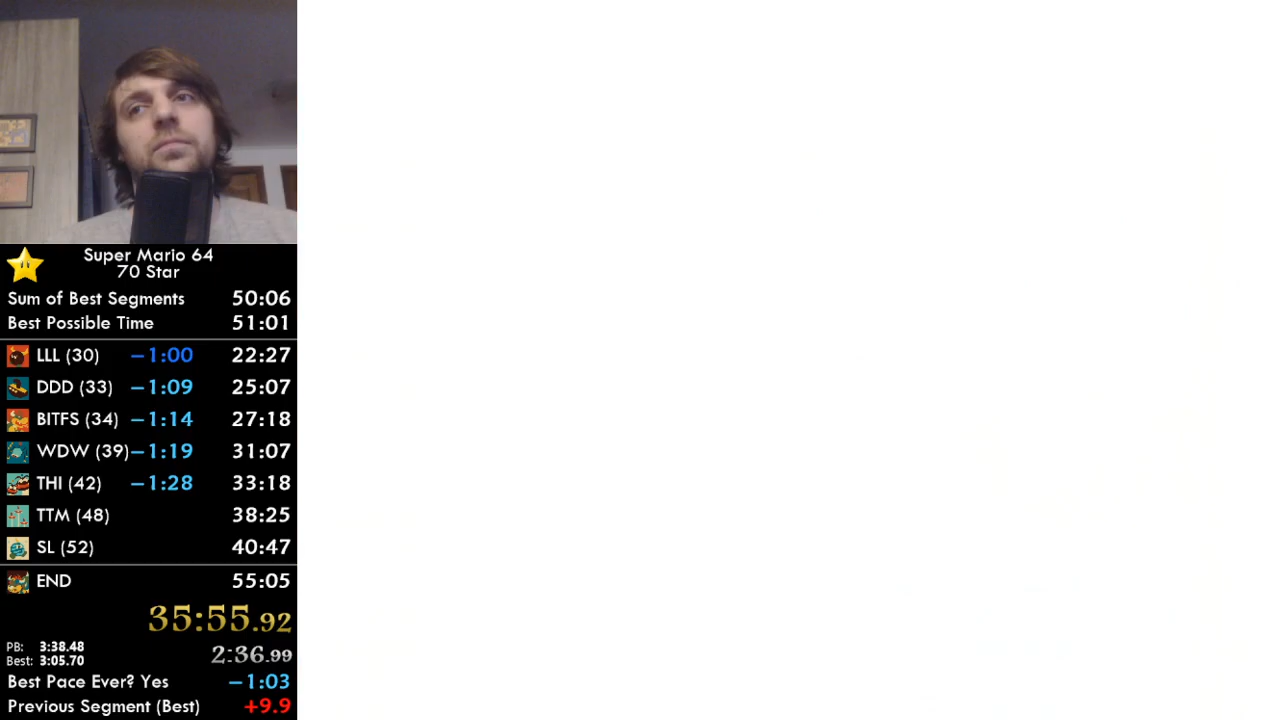 Super Mario 64
70 Star
Sum of Best Segments 50:06
Best Possible Time 51:01
LLL (30) −1:00 22:27
DDD (33) −1:09 25:07
BITFS (34) −1:14 27:18
WDW (39) −1:19 31:07
THI (42) −1:28 33:18
TTM (48) 38:25
SL (52) 40:47
END 55:05
35:55.92
PB: 3:38.48
Best: 3:05.70
2:36.99
Best Pace Ever? Yes −1:03
Previous Segment (Best) +9.9